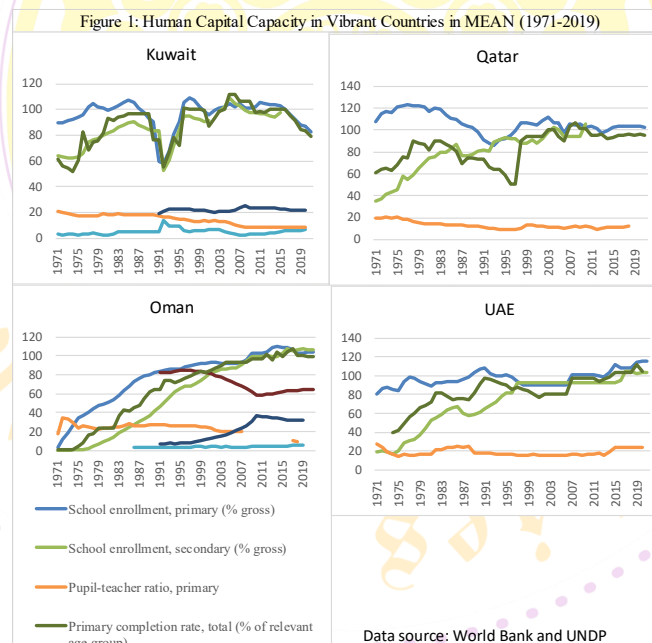 Figure 1: Human Capital Capacity in Vibrant Countries in MEAN (1971-2019)
Kuwait
120
100
80
60
40
20
0
1971 1975 1979 1983 1987 1991 1995 1999 2003 2007 2011 2015 2019
Qatar
140
120
100
80
60
40
20
0
1971 1975 1979 1983 1987 1991 1995 1999 2003 2007 2011 2015 2019
Oman
120
100
80
60
40
20
0
1971 1975 1979 1983 1987 1991 1995 1999 2003 2007 2011 2015 2019
School enrollment, primary (% gross)
School enrollment, secondary (% gross)
Pupil-teacher ratio, primary
Primary completion rate, total (% of relevant
age group)
UAE
140
120
100
80
60
40
20
0
1971 1975 1979 1983 1987 1991 1995 1999 2003 2007 2011 2015 2019
Data source: World Bank and UNDP